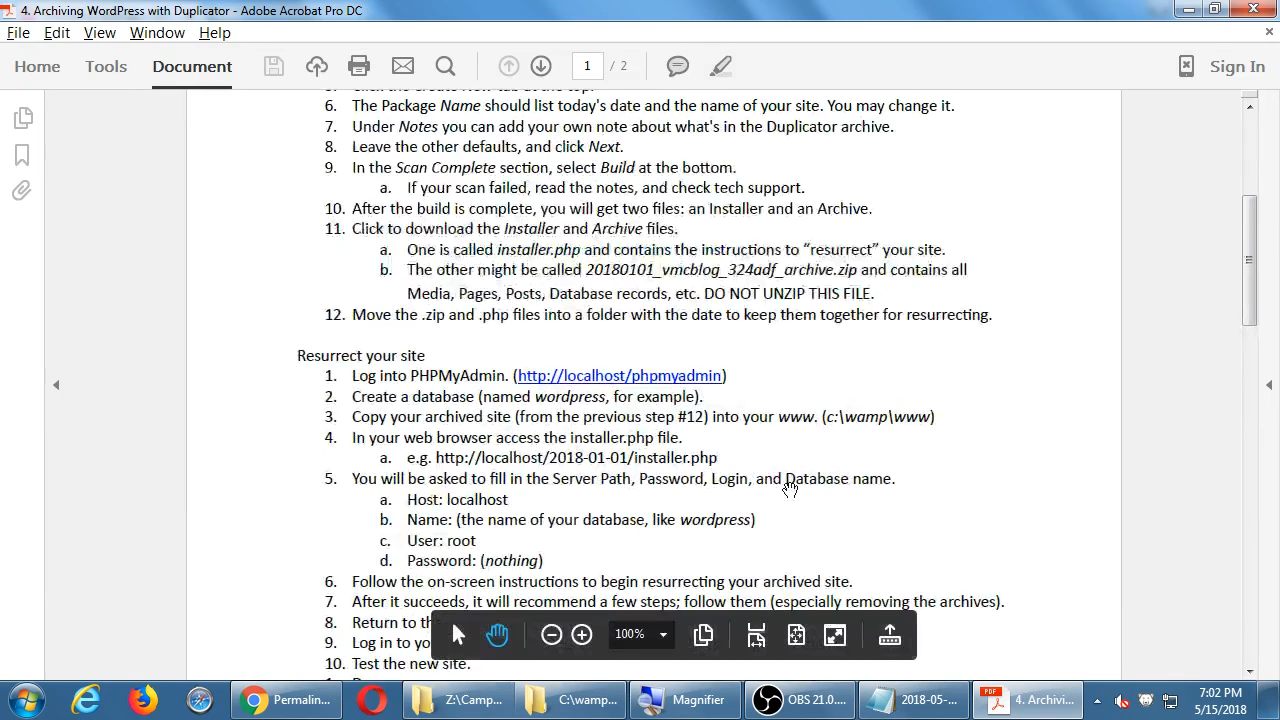 4. Archiving WordPress with Duplicator - Adobe Acrobat Pro DC
File Edit View Window Help
Home Tools Document 1 / 2 Sign In
6. The Package Name should list today's date and the name of your site. You may change it.
7. Under Notes you can add your own note about what's in the Duplicator archive.
8. Leave the other defaults, and click Next.
9. In the Scan Complete section, select Build at the bottom.
a. If your scan failed, read the notes, and check tech support.
10. After the build is complete, you will get two files: an Installer and an Archive.
11. Click to download the Installer and Archive files.
a. One is called installer.php and contains the instructions to “resurrect” your site.
b. The other might be called 20180101_vmcblog_324adf_archive.zip and contains all
Media, Pages, Posts, Database records, etc. DO NOT UNZIP THIS FILE.
12. Move the .zip and .php files into a folder with the date to keep them together for resurrecting.
Resurrect your site
1. Log into PHPMyAdmin. (http://localhost/phpmyadmin)
2. Create a database (named wordpress, for example).
3. Copy your archived site (from the previous step #12) into your www. (c:\wamp\www)
4. In your web browser access the installer.php file.
a. e.g. http://localhost/2018-01-01/installer.php
5. You will be asked to fill in the Server Path, Password, Login, and Database name.
a. Host: localhost
b. Name: (the name of your database, like wordpress)
c. User: root
d. Password: (nothing)
6. Follow the on-screen instructions to begin resurrecting your archived site.
7. After it succeeds, it will recommend a few steps; follow them (especially removing the archives).
8. Return to th
9. Log in to yo
100%
10. Test the new site.
Permalin... Z:\Camp... C:\wamp... Magnifier OBS 21.0.... 2018-05-... 4. Archivi... 7:02 PM
5/15/2018